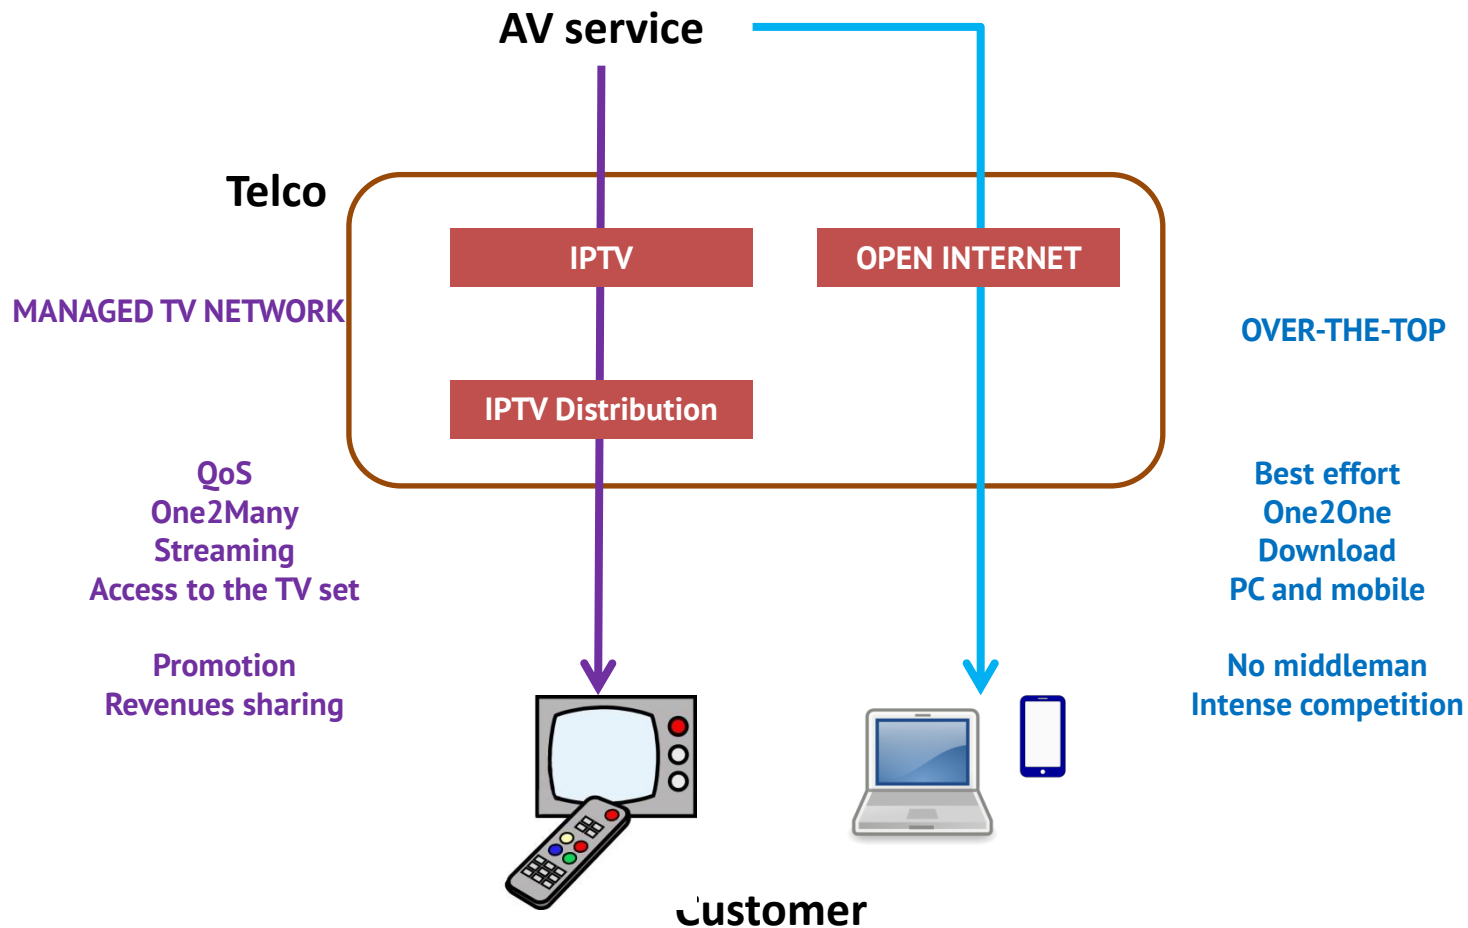 AV service
Telco
IPTV
OPEN INTERNET
MANAGED TV NETWORK
OVER-THE-TOP
IPTV Distribution
QoS
One2Many
Streaming
Access to the TV set
Promotion
Revenues sharing
Best effort
One2One
Download
PC and mobile
No middleman
Intense competition
Customer